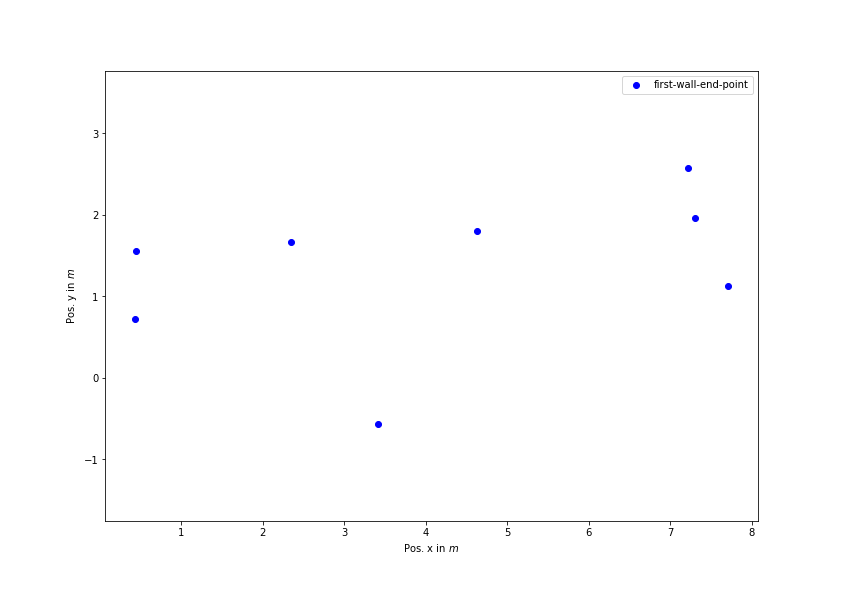 first-wall-end-point
3
2
1
0
−1
Pos. y in m
1 2 3 4 5 6 7 8
Pos. x in m